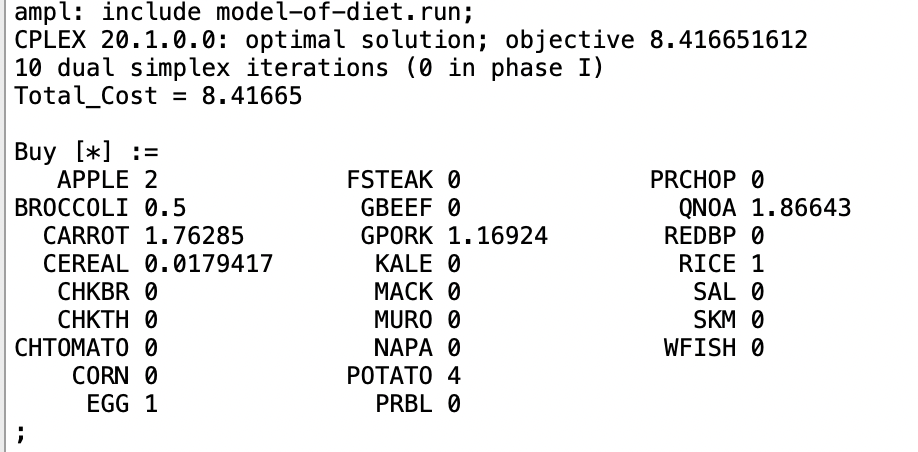 ampl: include model-of-diet.run;
CPLEX 20.1.0.0: optimal solution; objective 8.416651612
10 dual simplex iterations (0 in phase I)
Total_Cost = 8.41665

Buy [*] :=
   APPLE 2            FSTEAK 0             PRCHOP 0
BROCCOLI 0.5           GBEEF 0               QNOA 1.86643
  CARROT 1.76285       GPORK 1.16924        REDBP 0
  CEREAL 0.0179417      KALE 0               RICE 1
   CHKBR 0              MACK 0                SAL 0
   CHKTH 0              MURO 0                SKM 0
CHTOMATO 0              NAPA 0              WFISH 0
    CORN 0            POTATO 4
     EGG 1              PRBL 0
;